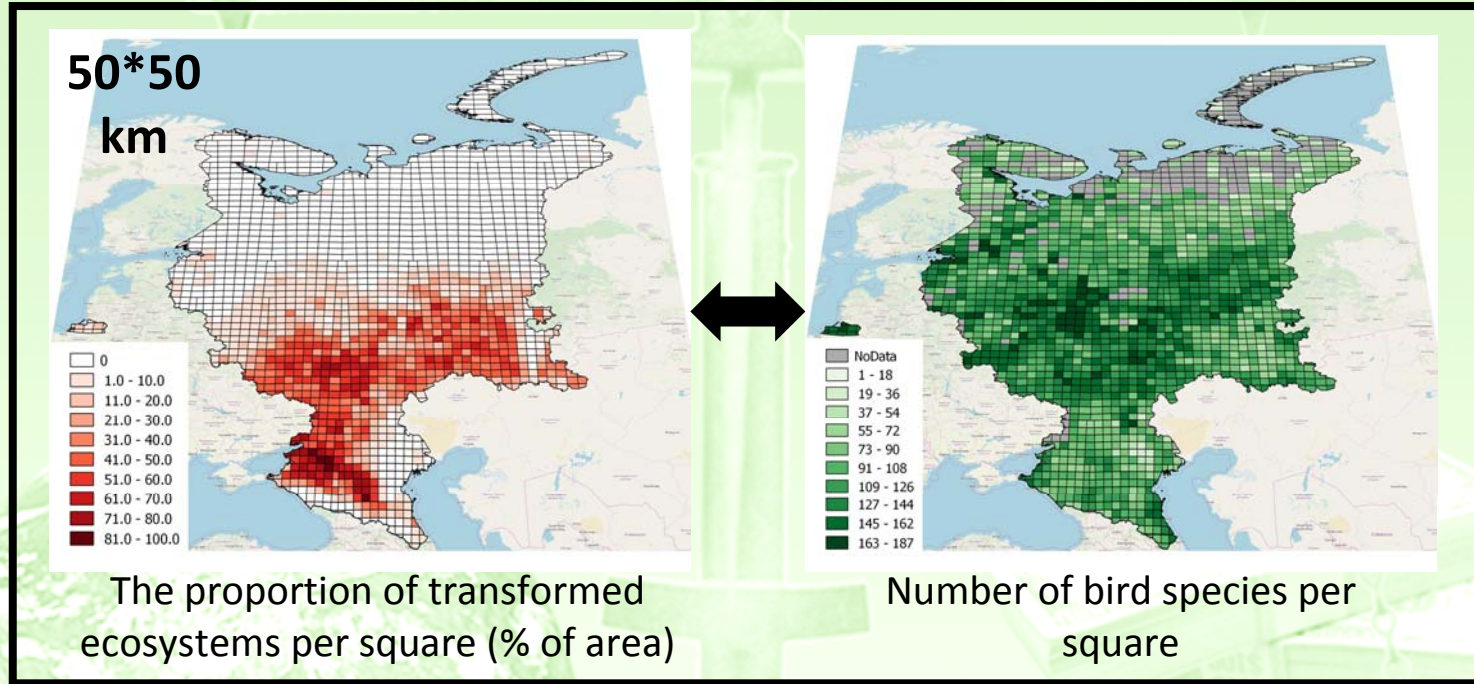 50*50
km
0
1.0 - 10.0
11.0 - 20.0
21.0 - 30.0
31.0 - 40.0
41.0 - 50.0
51.0 - 60.0
61.0 - 70.0
71.0 - 80.0
81.0 - 100.0
The proportion of transformed
ecosystems per square (% of area)
NoData
1 - 18
19 - 36
37 - 54
55 - 72
73 - 90
91 - 108
109 - 126
127 - 144
145 - 162
163 - 187
Number of bird species per
square